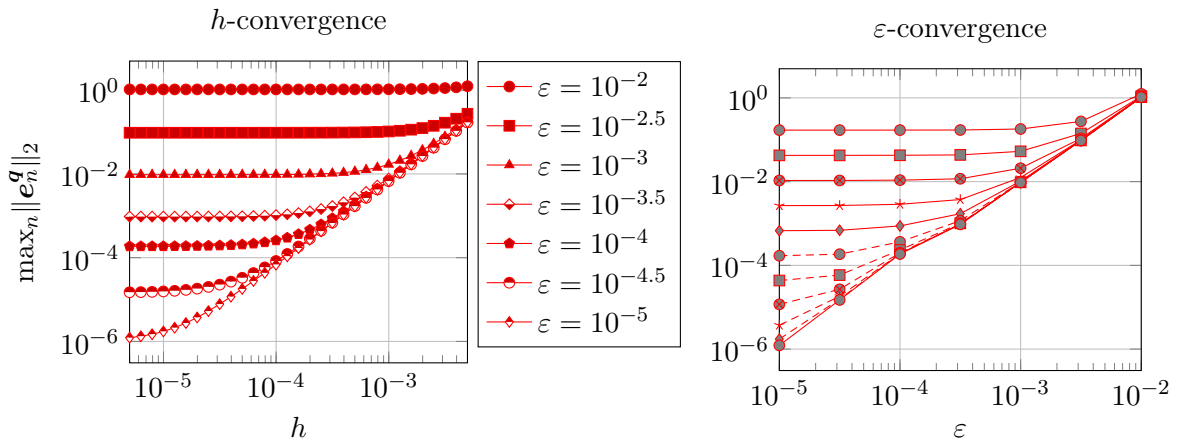 h-convergence
max_n ‖e_n^q‖_2
10^0
10^{-2}
10^{-4}
10^{-6}
10^{-5}
10^{-4}
10^{-3}
h
ε = 10^{-2}
ε = 10^{-2.5}
ε = 10^{-3}
ε = 10^{-3.5}
ε = 10^{-4}
ε = 10^{-4.5}
ε = 10^{-5}
ε-convergence
10^0
10^{-2}
10^{-4}
10^{-6}
10^{-5}
10^{-4}
10^{-3}
10^{-2}
ε